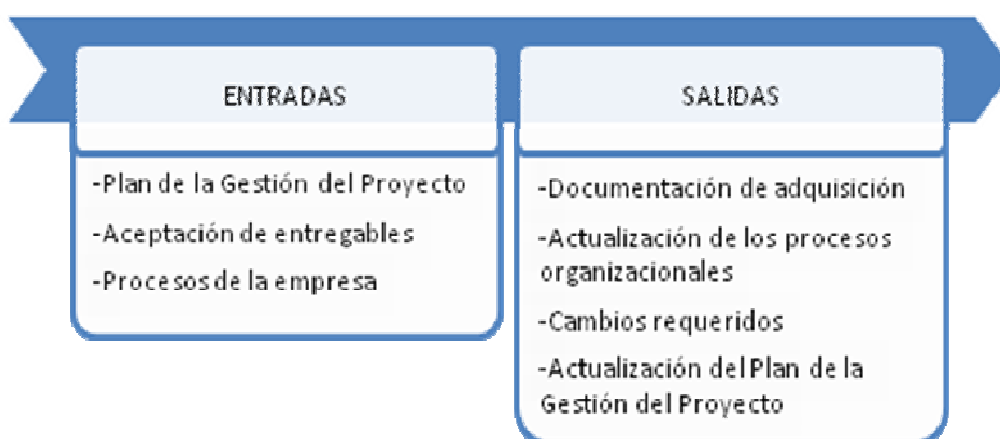 ENTRADAS
-Plan de la Gestión del Proyecto
-Aceptación de entregables
-Procesos de la empresa
SALIDAS
-Documentación de adquisición
-Actualización de los procesos
organizacionales
-Cambios requeridos
-Actualización del Plan de la
Gestión del Proyecto